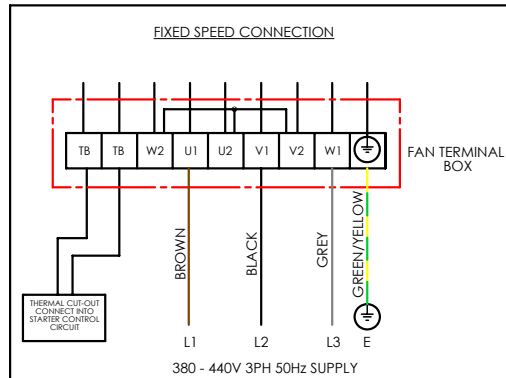 FIXED SPEED CONNECTION
TB TB W2 U1 U2 V1 V2 W1
FAN TERMINAL
BOX
BROWN
BLACK
GREY
GREEN/YELLOW
THERMAL CUT-OUT
CONNECT INTO
STARTER CONTROL
CIRCUIT
L1 L2 L3 E
380 - 440V 3PH 50Hz SUPPLY